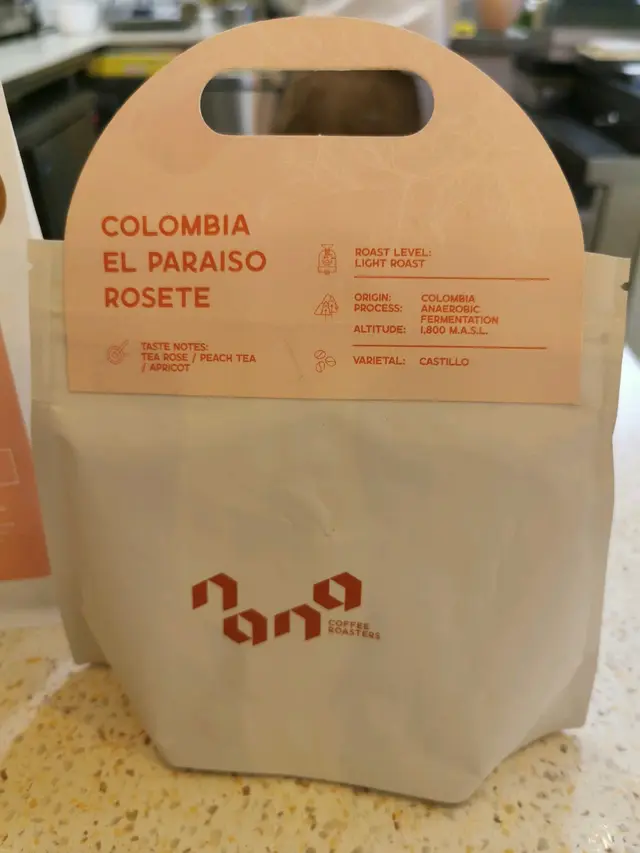 COLOMBIA
EL PARAISO
ROSETE
TASTE NOTES:
TEA ROSE / PEACH TEA
/ APRICOT
ROAST LEVEL:
LIGHT ROAST
ORIGIN: COLOMBIA
PROCESS: ANAEROBIC
FERMENTATION
ALTITUDE: 1,800 M.A.S.L.
VARIETAL: CASTILLO
nana
COFFEE
ROASTERS